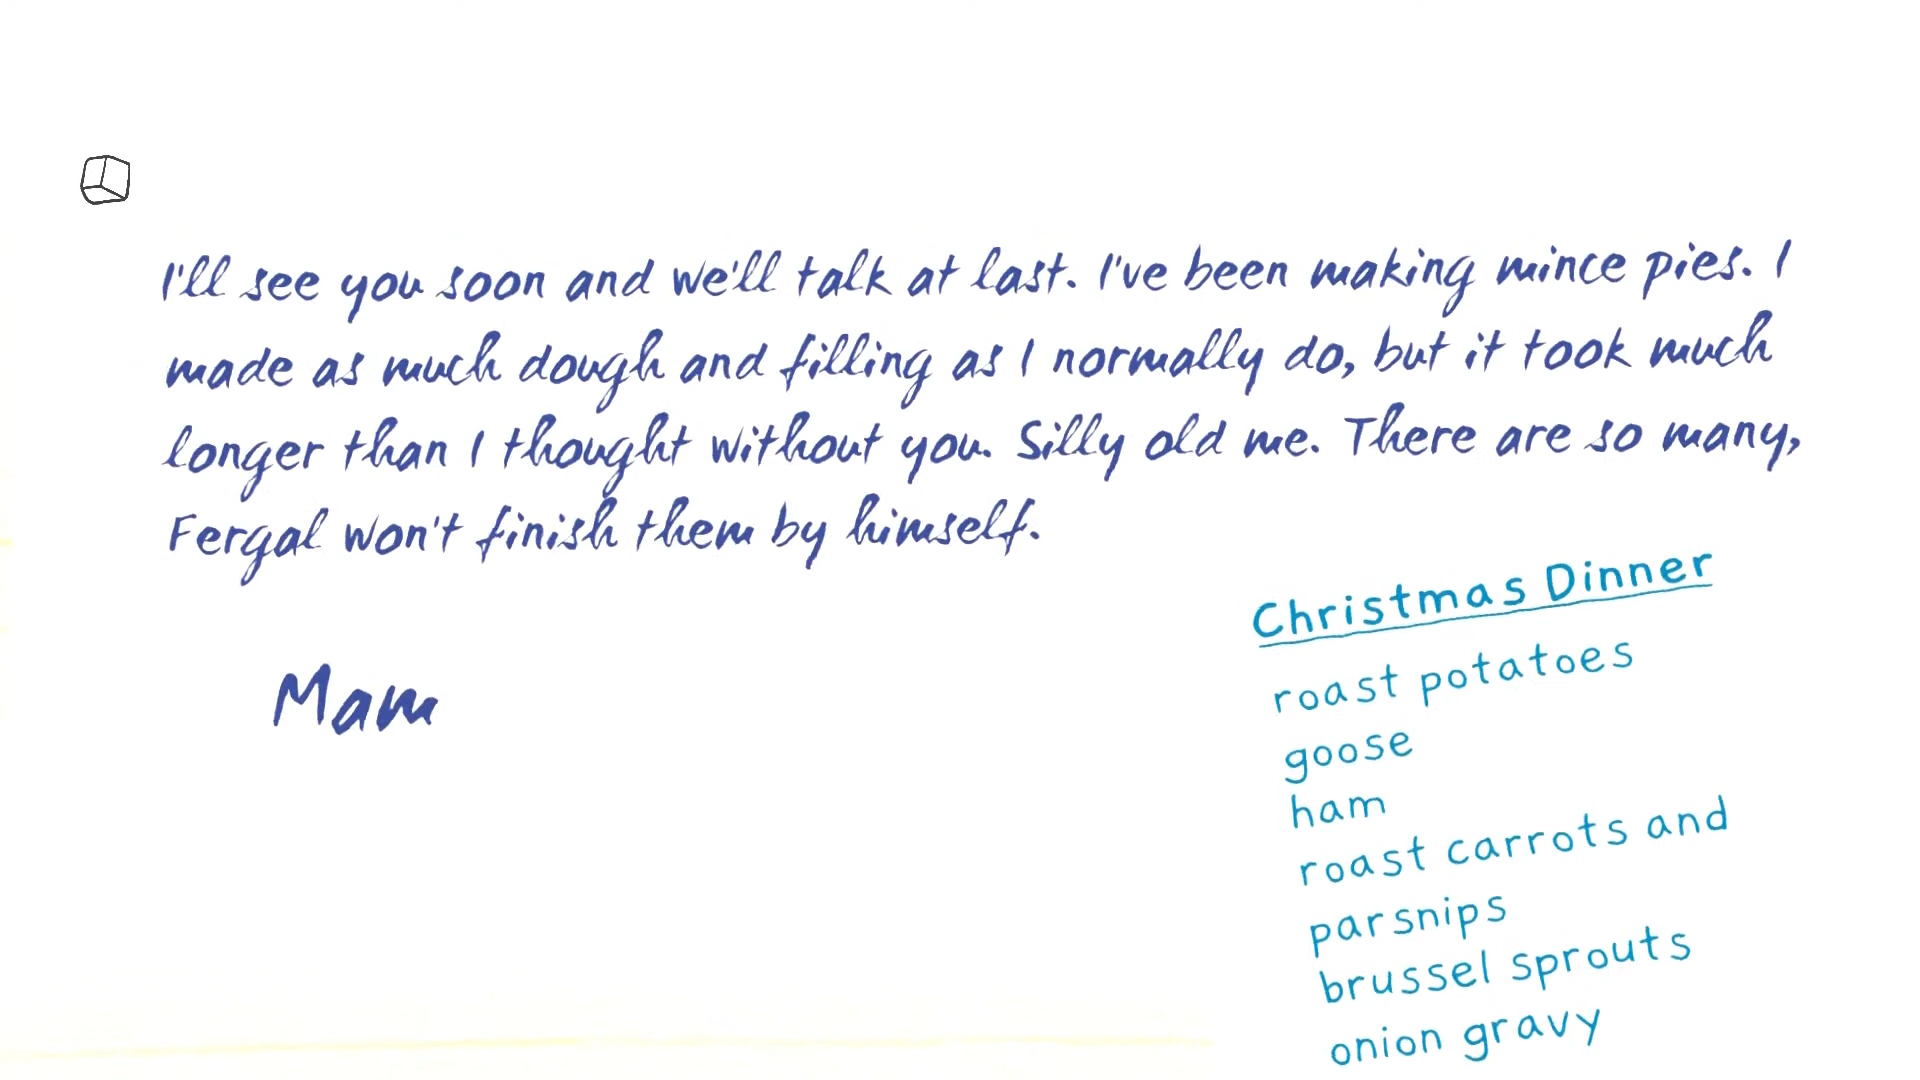 I'll see you soon and we'll talk at last. I've been making mince pies. I
made as much dough and filling as I normally do, but it took much
longer than I thought without you. Silly old me. There are so many,
Fergal won't finish them by himself.
Mam
Christmas Dinner
roast potatoes
goose
ham
roast carrots and
parsnips
brussel sprouts
onion gravy